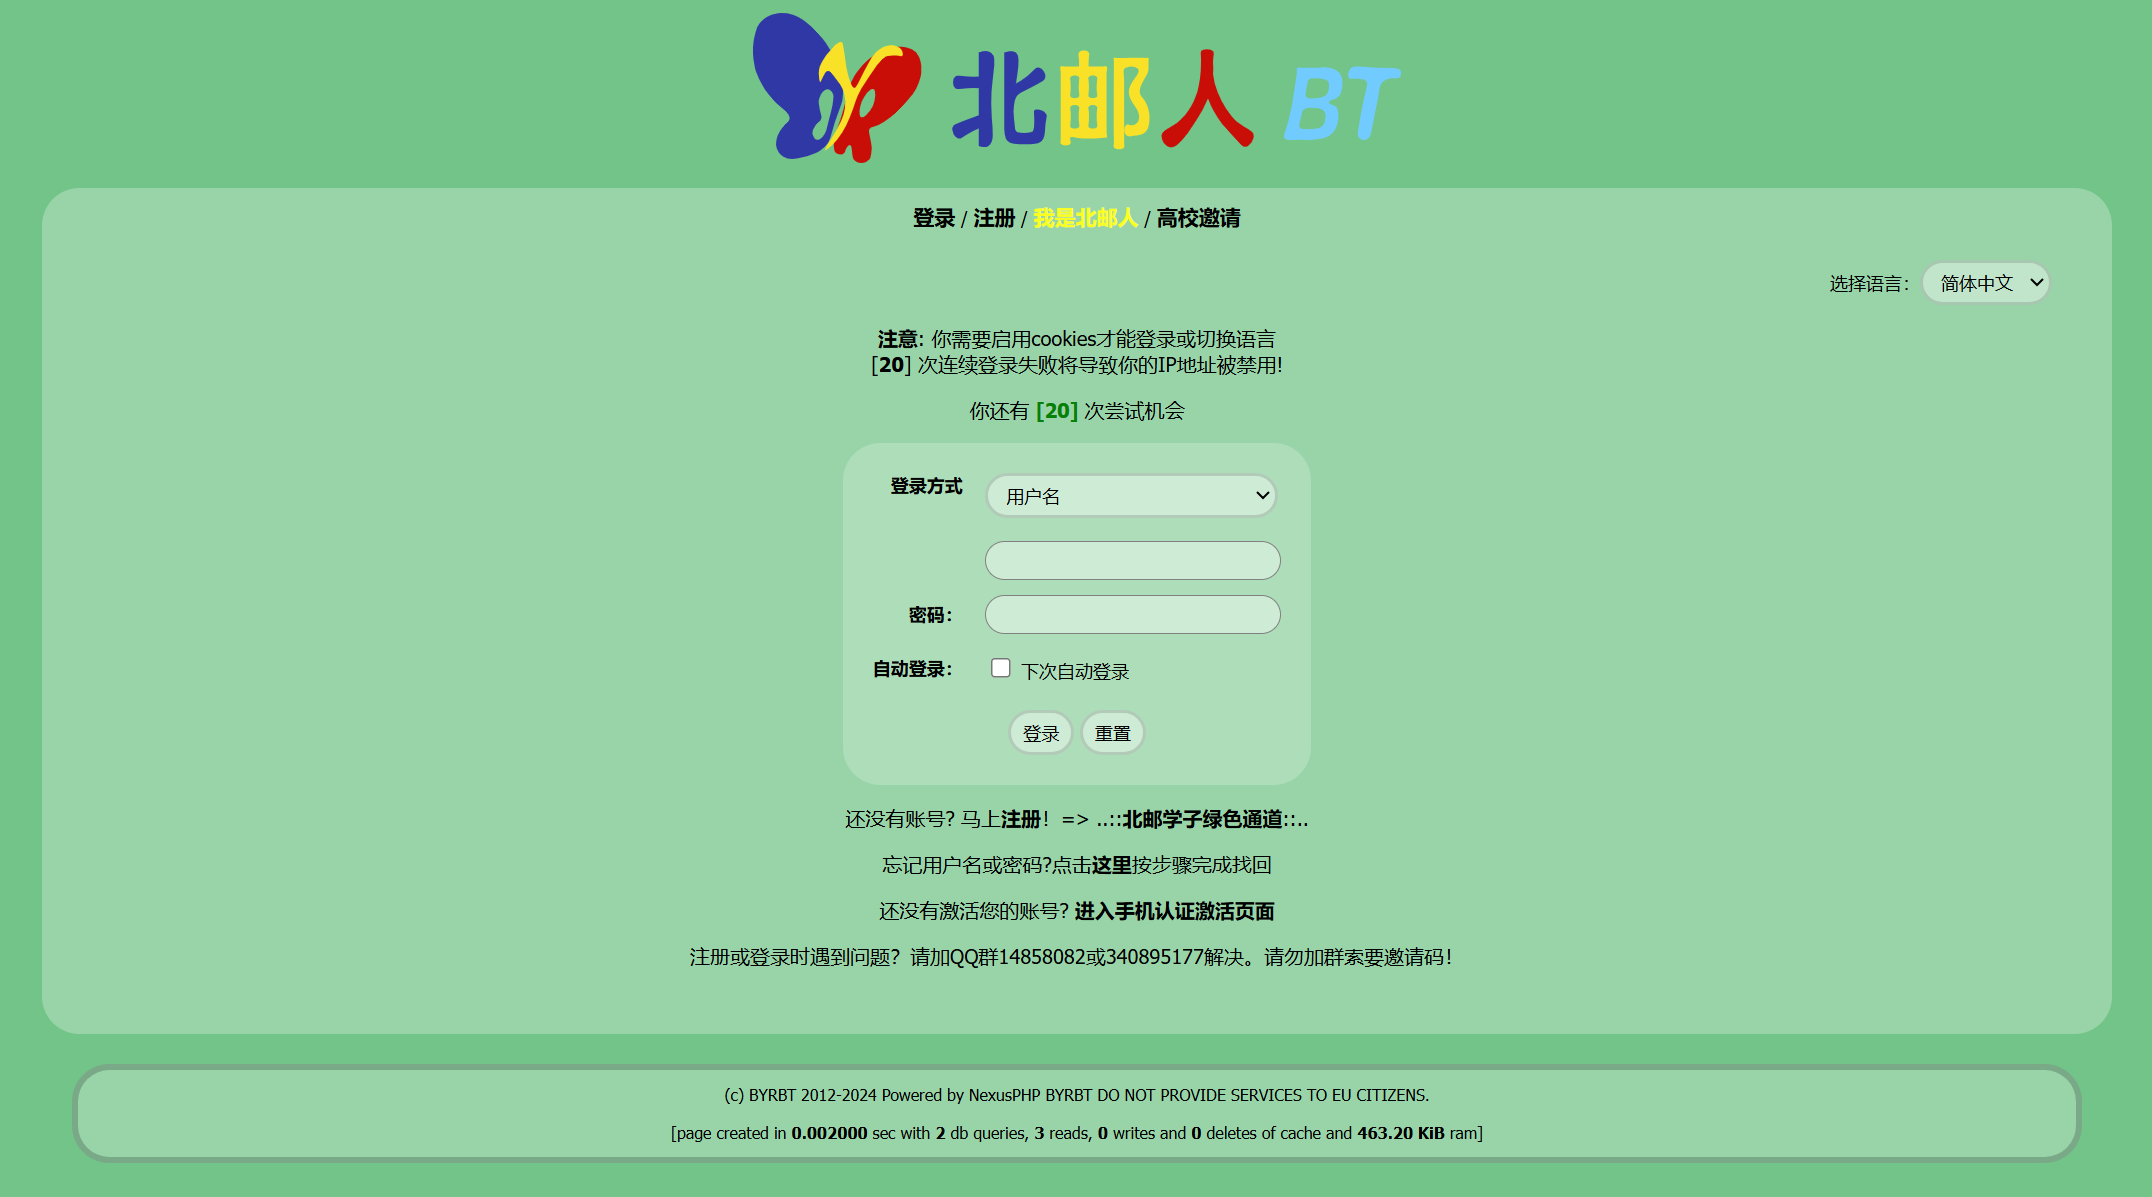 北邮人 BT
登录 / 注册 / 我是北邮人 / 高校邀请
选择语言： 简体中文
注意: 你需要启用cookies才能登录或切换语言
[20] 次连续登录失败将导致你的IP地址被禁用!
你还有 [20] 次尝试机会
登录方式 用户名
密码：
自动登录： 下次自动登录
登录 重置
还没有账号? 马上注册！=> ..::北邮学子绿色通道::..
忘记用户名或密码?点击这里按步骤完成找回
还没有激活您的账号? 进入手机认证激活页面
注册或登录时遇到问题？请加QQ群14858082或340895177解决。请勿加群索要邀请码！
(c) BYRBT 2012-2024 Powered by NexusPHP BYRBT DO NOT PROVIDE SERVICES TO EU CITIZENS.
[page created in 0.002000 sec with 2 db queries, 3 reads, 0 writes and 0 deletes of cache and 463.20 KiB ram]